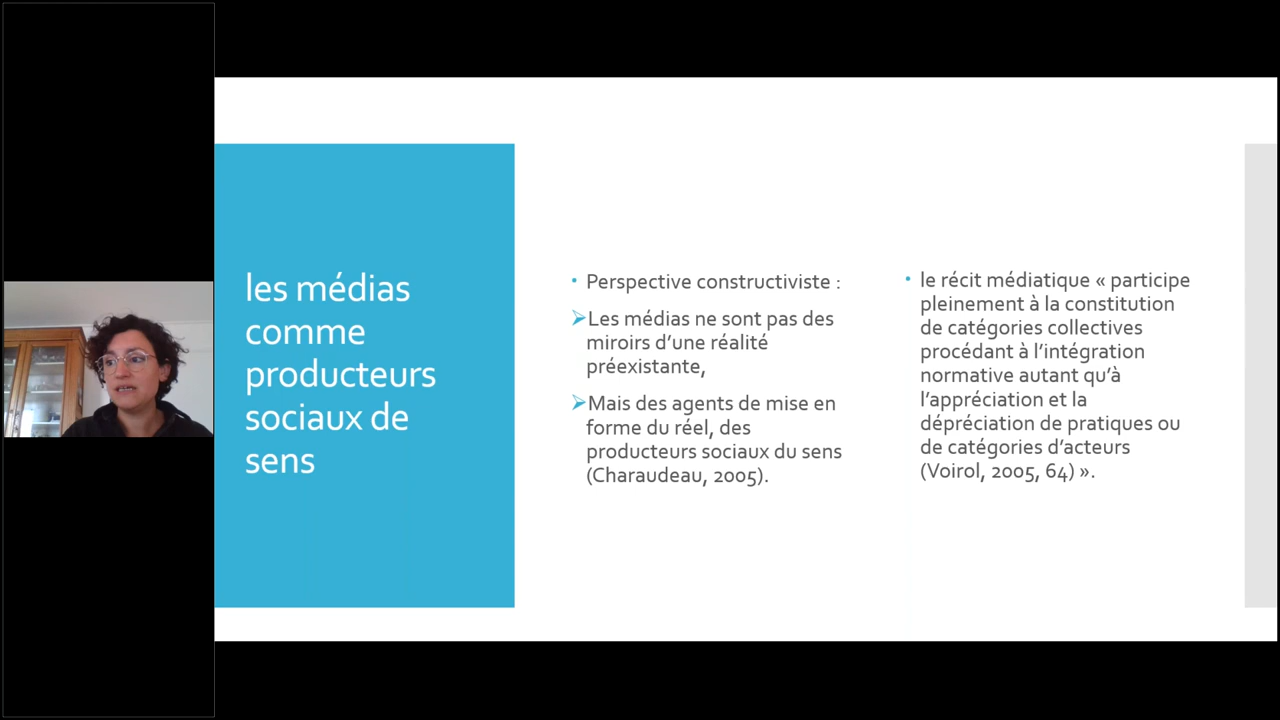 les médias
comme
producteurs
sociaux de
sens
• Perspective constructiviste :
➢Les médias ne sont pas des
miroirs d’une réalité
préexistante,
➢Mais des agents de mise en
forme du réel, des
producteurs sociaux du sens
(Charaudeau, 2005).
• le récit médiatique « participe
pleinement à la constitution
de catégories collectives
procédant à l’intégration
normative autant qu’à
l’appréciation et la
dépréciation de pratiques ou
de catégories d’acteurs
(Voirol, 2005, 64) ».